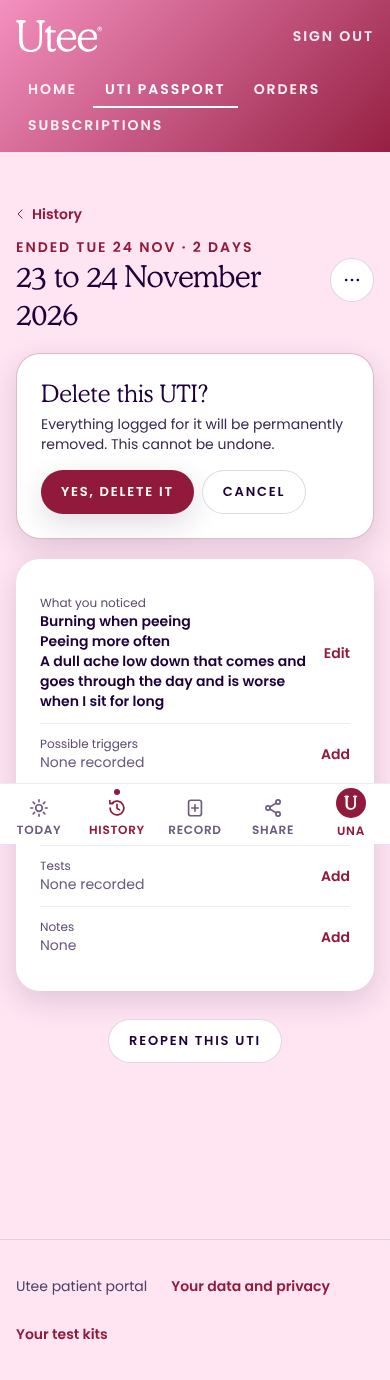 Utee®
SIGN OUT
HOME
UTI PASSPORT
ORDERS
SUBSCRIPTIONS
History
ENDED TUE 24 NOV · 2 DAYS
23 to 24 November
2026
Delete this UTI?
Everything logged for it will be permanently
removed. This cannot be undone.
YES, DELETE IT
CANCEL
What you noticed
Burning when peeing
Peeing more often
A dull ache low down that comes and
goes through the day and is worse
when I sit for long
Edit
Possible triggers
None recorded
Add
TODAY
HISTORY
RECORD
SHARE
U
UNA
Tests
None recorded
Add
Notes
None
Add
REOPEN THIS UTI
Utee patient portal
Your data and privacy
Your test kits